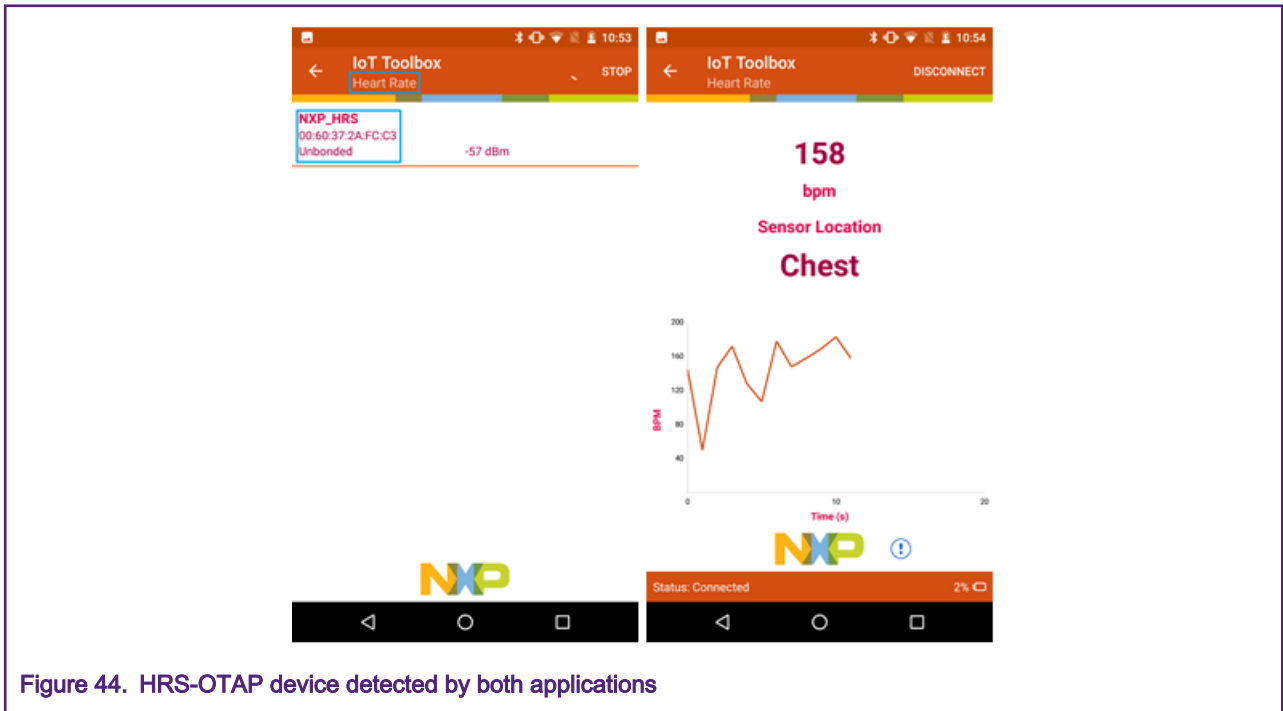 10:53
IoT Toolbox
Heart Rate
STOP
NXP_HRS
00:60:37:2A:FC:C3
Unbonded
-57 dBm
NXP
10:54
IoT Toolbox
Heart Rate
DISCONNECT
158
bpm
Sensor Location
Chest
200
160
120
80
40
BPM
0 10 20
Time (s)
NXP
Status: Connected 2%
Figure 44. HRS-OTAP device detected by both applications